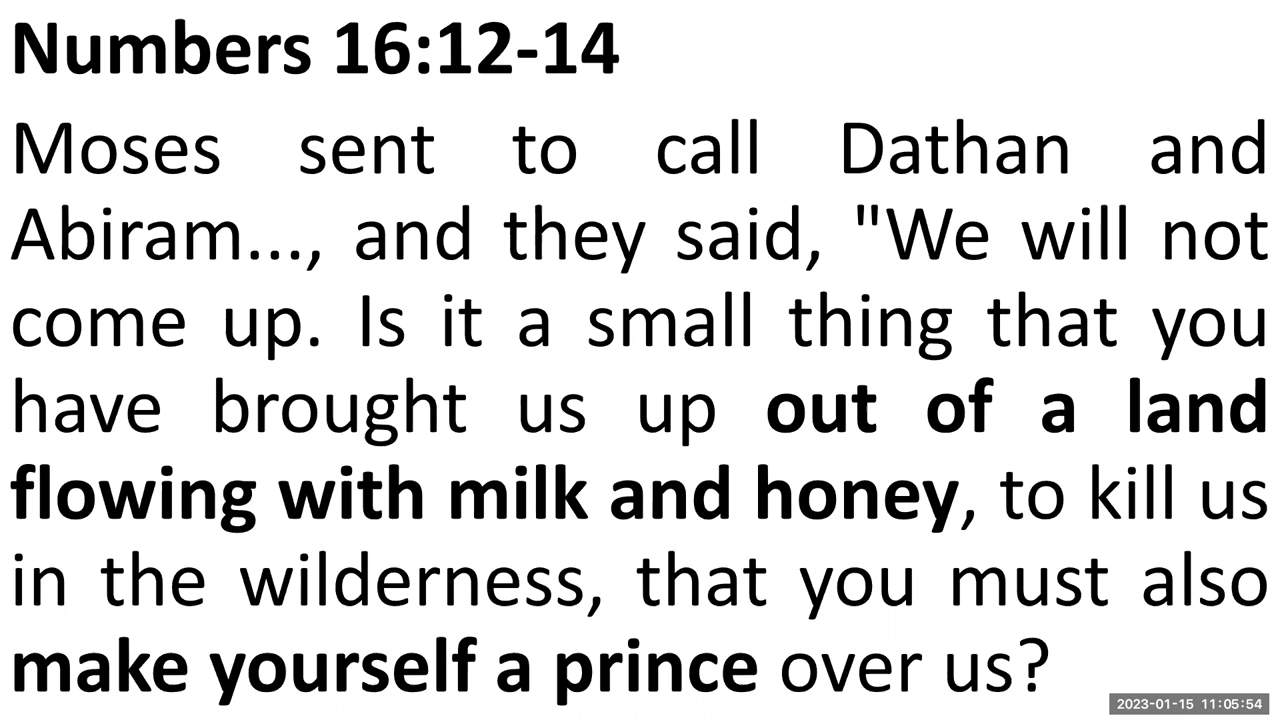 Numbers 16:12-14
Moses sent to call Dathan and
Abiram..., and they said, "We will not
come up. Is it a small thing that you
have brought us up out of a land
flowing with milk and honey, to kill us
in the wilderness, that you must also
make yourself a prince over us?
2023-01-15 11:05:54